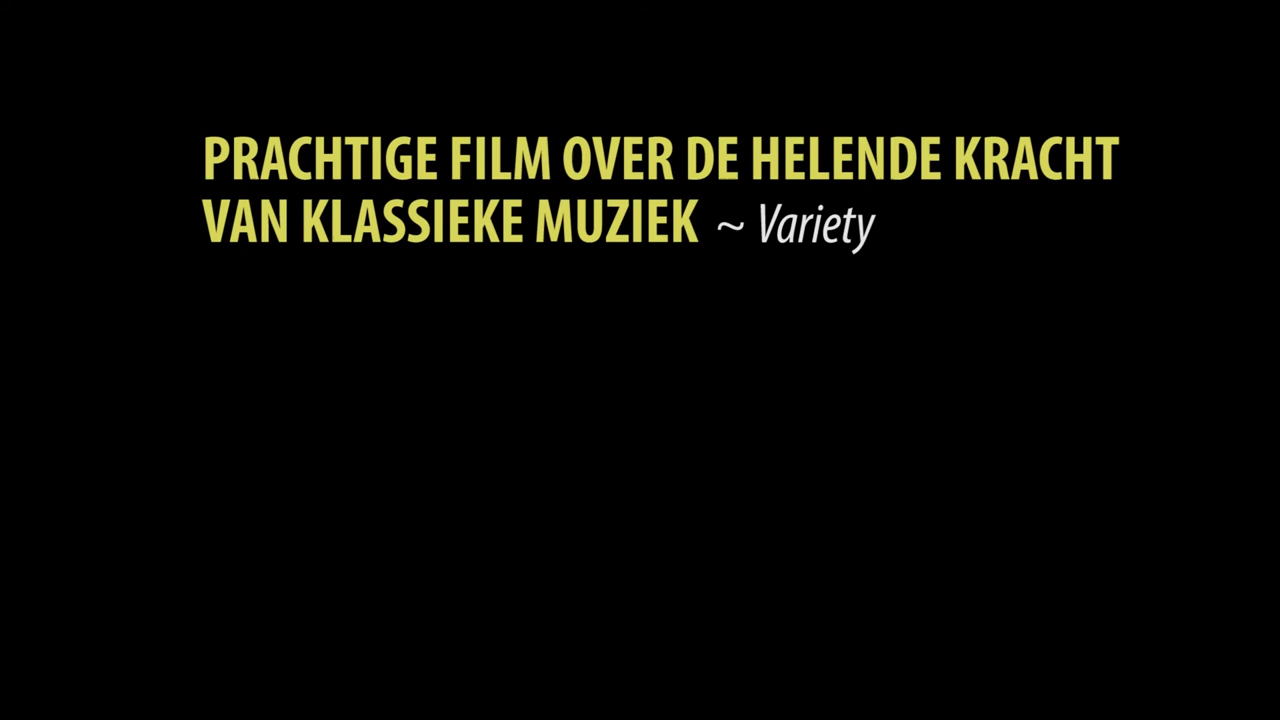 PRACHTIGE FILM OVER DE HELENDE KRACHT
VAN KLASSIEKE MUZIEK ~ Variety